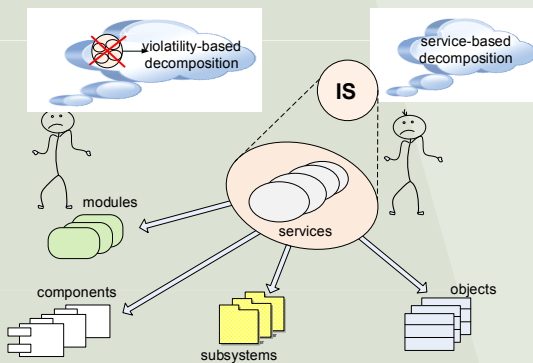 violatility-based
decomposition
service-based
decomposition
IS
modules
services
components
objects
subsystems